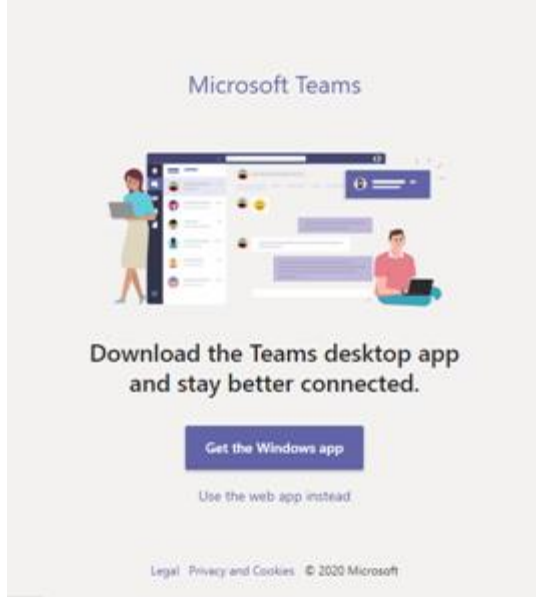 Microsoft Teams
Download the Teams desktop app
and stay better connected.
Get the Windows app
Use the web app instead
Legal Privacy and Cookies © 2020 Microsoft